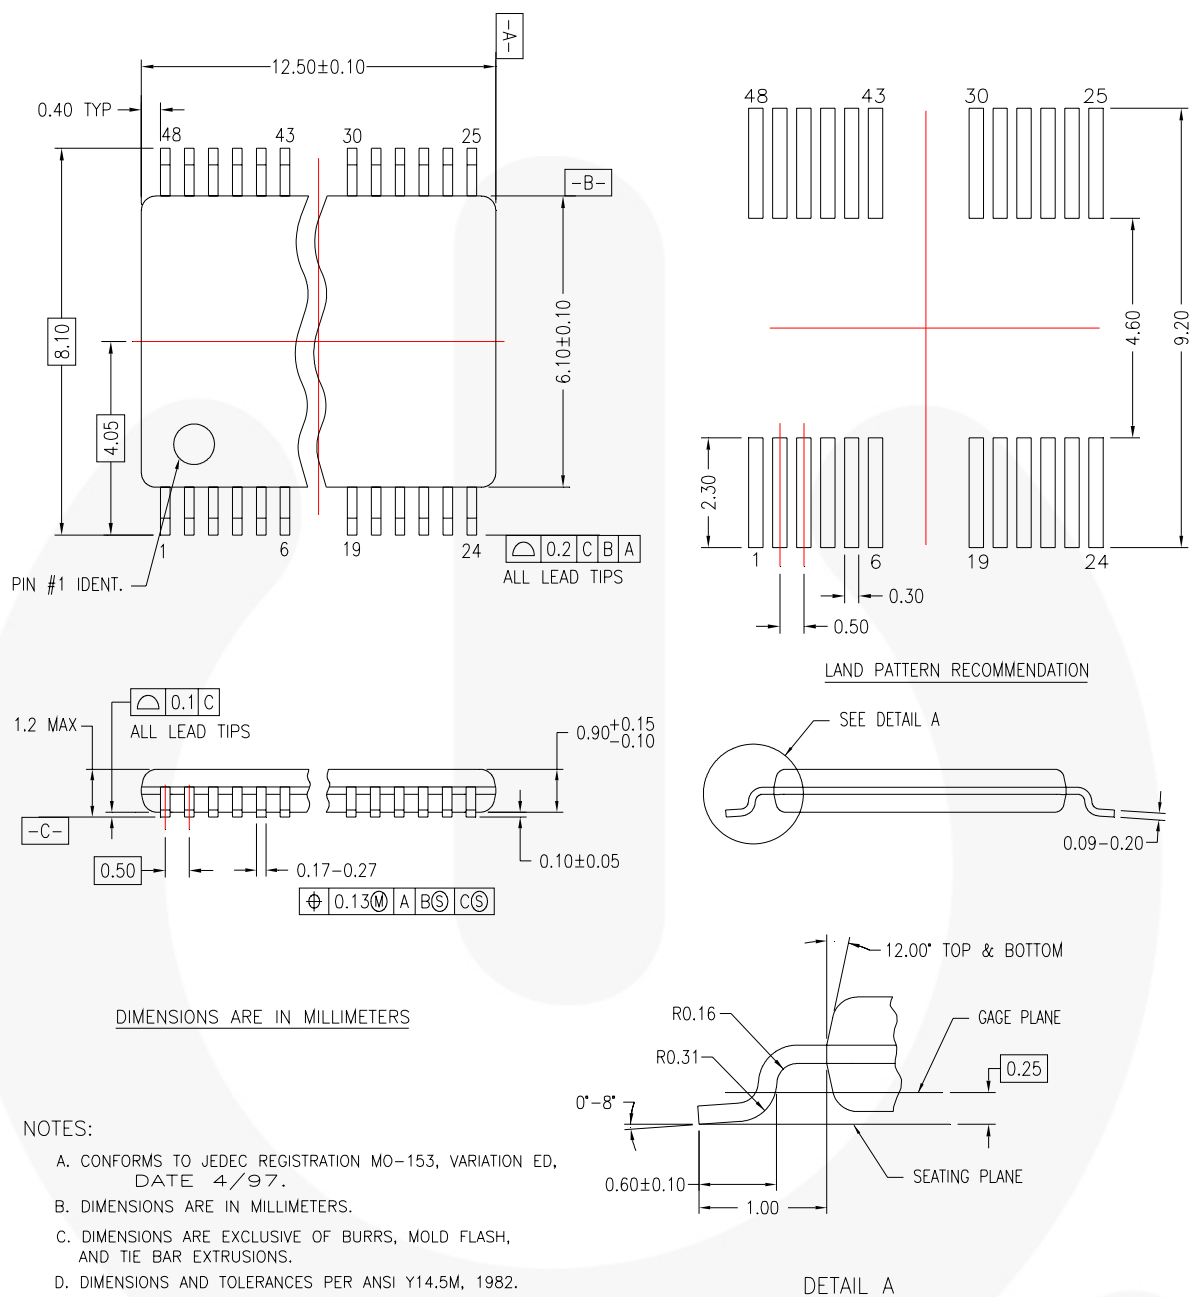 -A-
12.50±0.10
0.40 TYP
48 43 30 25
-B-
8.10
4.05
6.10±0.10
1 6 19 24
PIN #1 IDENT.
⌓ 0.2 C B A
ALL LEAD TIPS
48 43 30 25
4.60
9.20
2.30
1 6 19 24
0.30
0.50
LAND PATTERN RECOMMENDATION
⌓ 0.1 C
ALL LEAD TIPS
1.2 MAX
0.90 +0.15
-0.10
-C-
0.50
0.17-0.27
0.10±0.05
⌖ 0.13Ⓜ A BⓈ CⓈ
SEE DETAIL A
0.09-0.20
DIMENSIONS ARE IN MILLIMETERS
12.00° TOP & BOTTOM
R0.16
GAGE PLANE
R0.31
0.25
0°-8°
SEATING PLANE
0.60±0.10
1.00
DETAIL A
NOTES:
A. CONFORMS TO JEDEC REGISTRATION MO-153, VARIATION ED,
DATE 4/97.
B. DIMENSIONS ARE IN MILLIMETERS.
C. DIMENSIONS ARE EXCLUSIVE OF BURRS, MOLD FLASH,
AND TIE BAR EXTRUSIONS.
D. DIMENSIONS AND TOLERANCES PER ANSI Y14.5M, 1982.